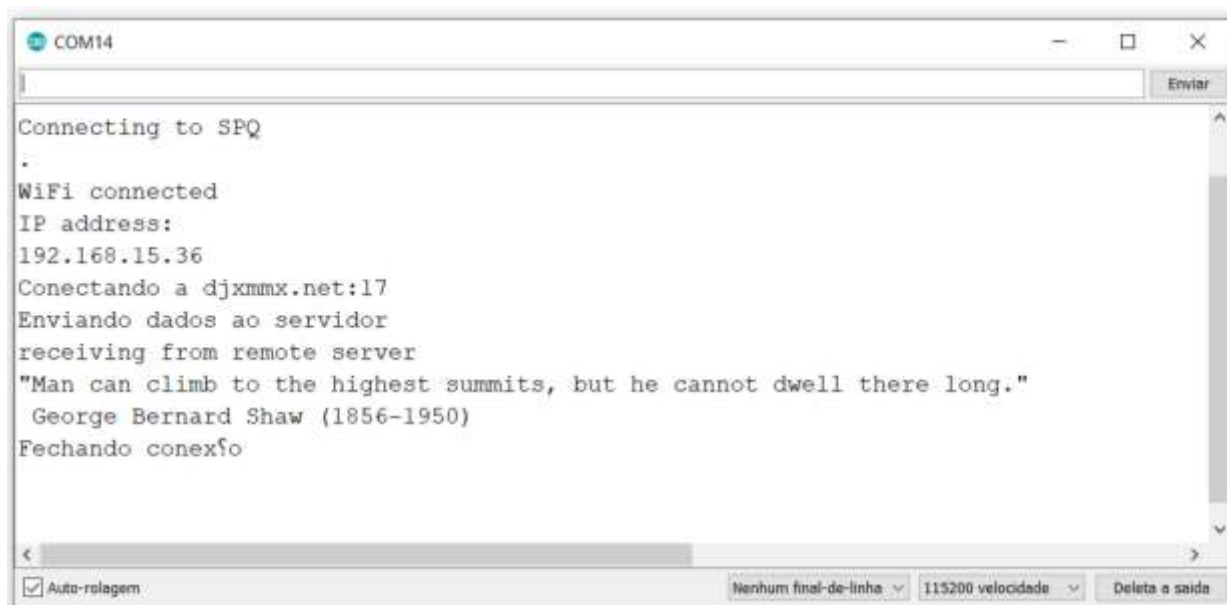 COM14
Enviar
Connecting to SPQ
.
WiFi connected
IP address:
192.168.15.36
Conectando a djxmmx.net:17
Enviando dados ao servidor
receiving from remote server
"Man can climb to the highest summits, but he cannot dwell there long."
George Bernard Shaw (1856-1950)
Fechando conex⸮o
Auto-rolagem Nenhum final-de-linha 115200 velocidade Deleta a saida